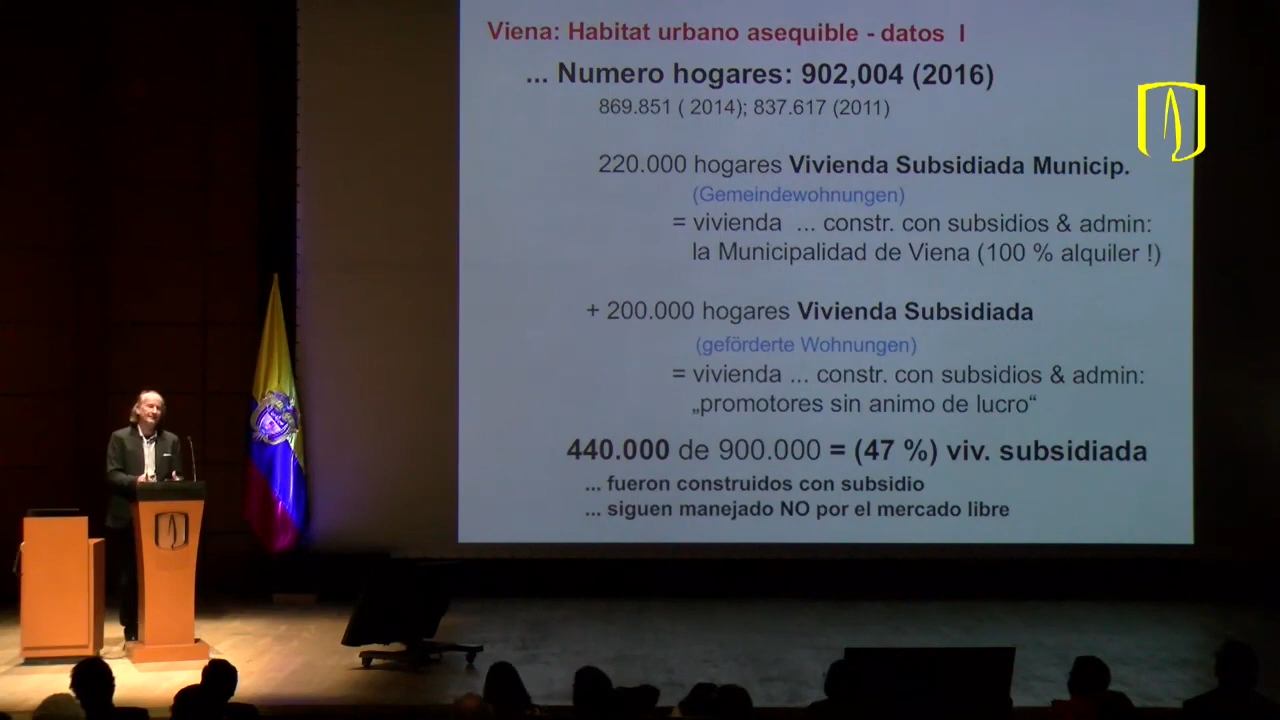 Viena: Habitat urbano asequible - datos I
... Numero hogares: 902,004 (2016)
869.851 ( 2014); 837.617 (2011)
220.000 hogares Vivienda Subsidiada Municip.
(Gemeindewohnungen)
= vivienda ... constr. con subsidios & admin:
la Municipalidad de Viena (100 % alquiler !)
+ 200.000 hogares Vivienda Subsidiada
(geförderte Wohnungen)
= vivienda ... constr. con subsidios & admin:
„promotores sin animo de lucro“
440.000 de 900.000 = (47 %) viv. subsidiada
... fueron construidos con subsidio
... siguen manejado NO por el mercado libre